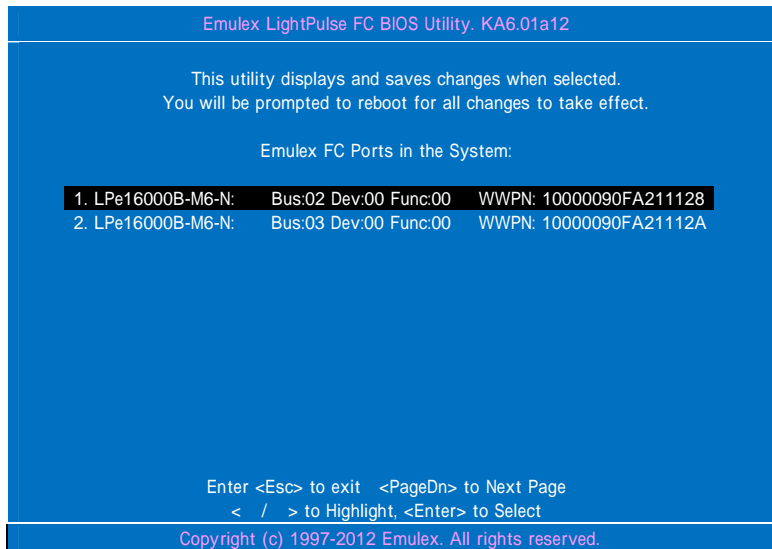 Emulex LightPulse FC BIOS Utility. KA6.01a12
This utility displays and saves changes when selected.
You will be prompted to reboot for all changes to take effect.
Emulex FC Ports in the System:
1. LPe16000B-M6-N: Bus:02 Dev:00 Func:00 WWPN: 10000090FA211128
2. LPe16000B-M6-N: Bus:03 Dev:00 Func:00 WWPN: 10000090FA21112A
Enter <Esc> to exit <PageDn> to Next Page
< / > to Highlight, <Enter> to Select
Copyright (c) 1997-2012 Emulex. All rights reserved.